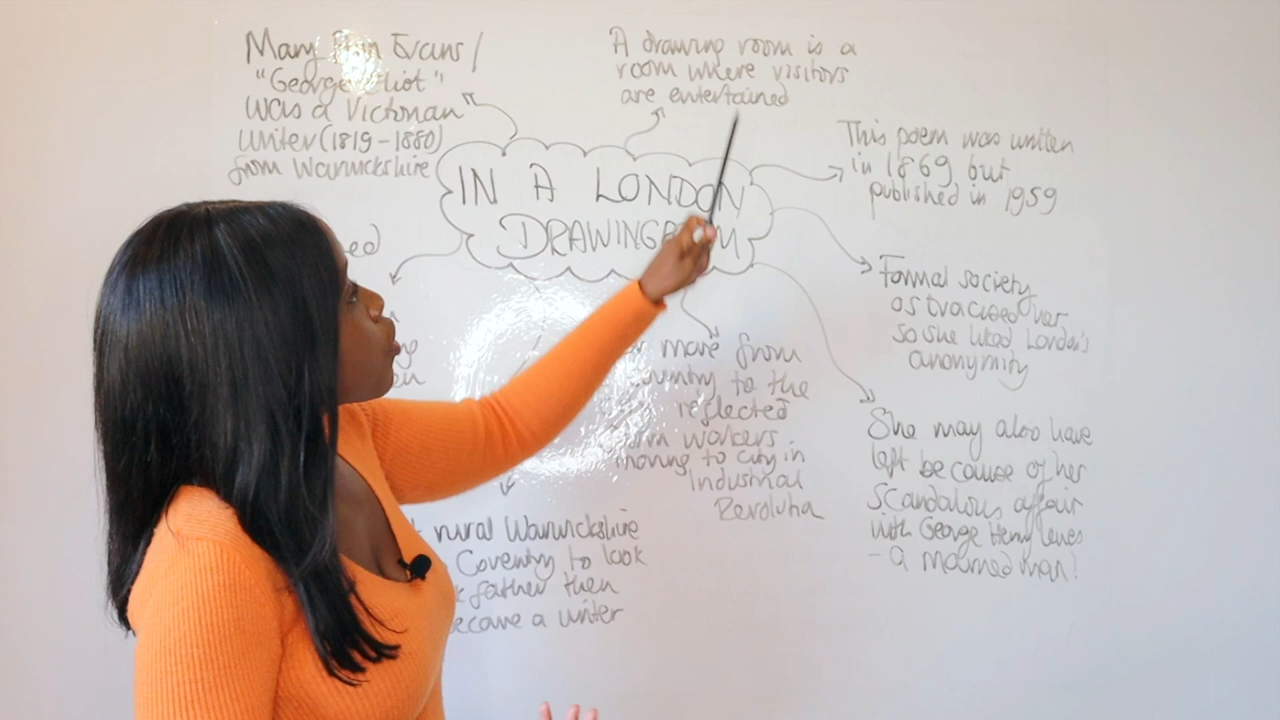 Mary Ann Evans /
"George Eliot"
was a Victorian
writer (1819-1880)
from Warwickshire
A drawing room is a
room where visitors
are entertained
IN A LONDON
DRAWINGROOM
This poem was written
in 1869 but
published in 1959
Formal society
ostracised her
so she liked London's
anonymity
She may also have
left because of her
scandalous affair
with George Henry Lewes
- a married man!
move from
country to the
reflected
workers
moving to city in
Industrial
rural Warwickshire
Coventry to look
father then
became a writer